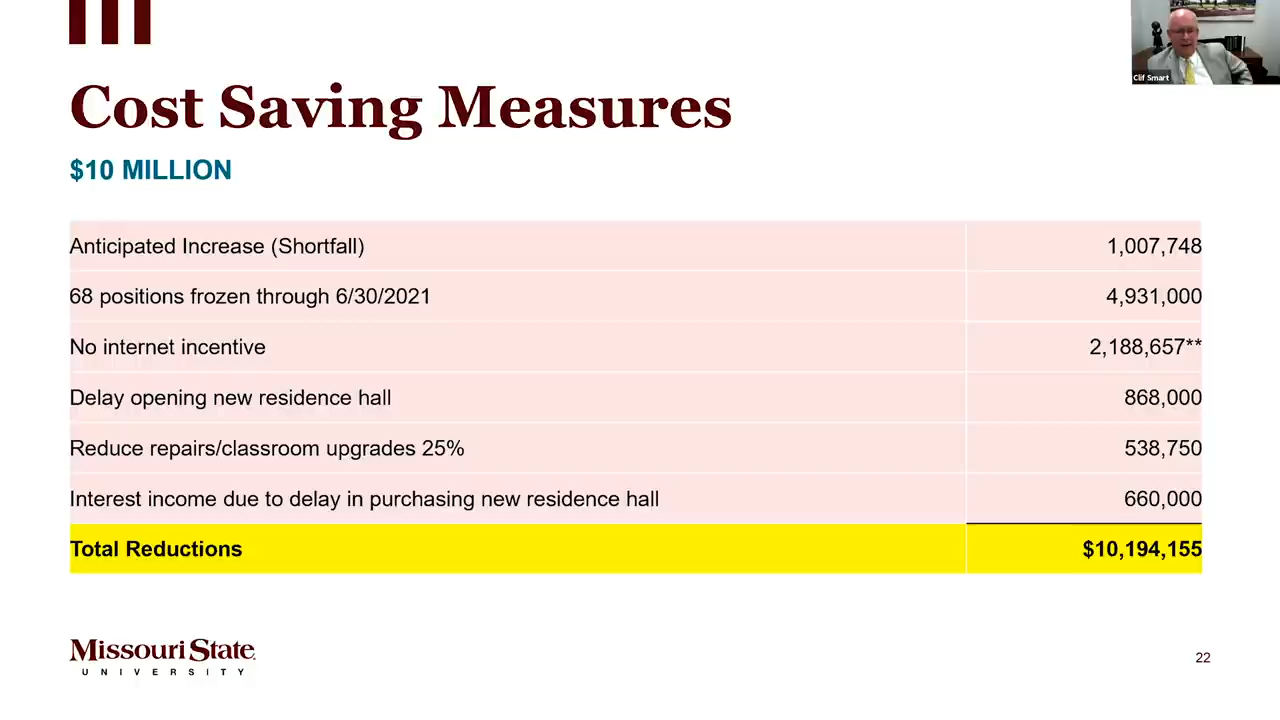 Clif Smart
Cost Saving Measures
$10 MILLION
Anticipated Increase (Shortfall) 1,007,748
68 positions frozen through 6/30/2021 4,931,000
No internet incentive 2,188,657**
Delay opening new residence hall 868,000
Reduce repairs/classroom upgrades 25% 538,750
Interest income due to delay in purchasing new residence hall 660,000
Total Reductions $10,194,155
Missouri State
UNIVERSITY
22